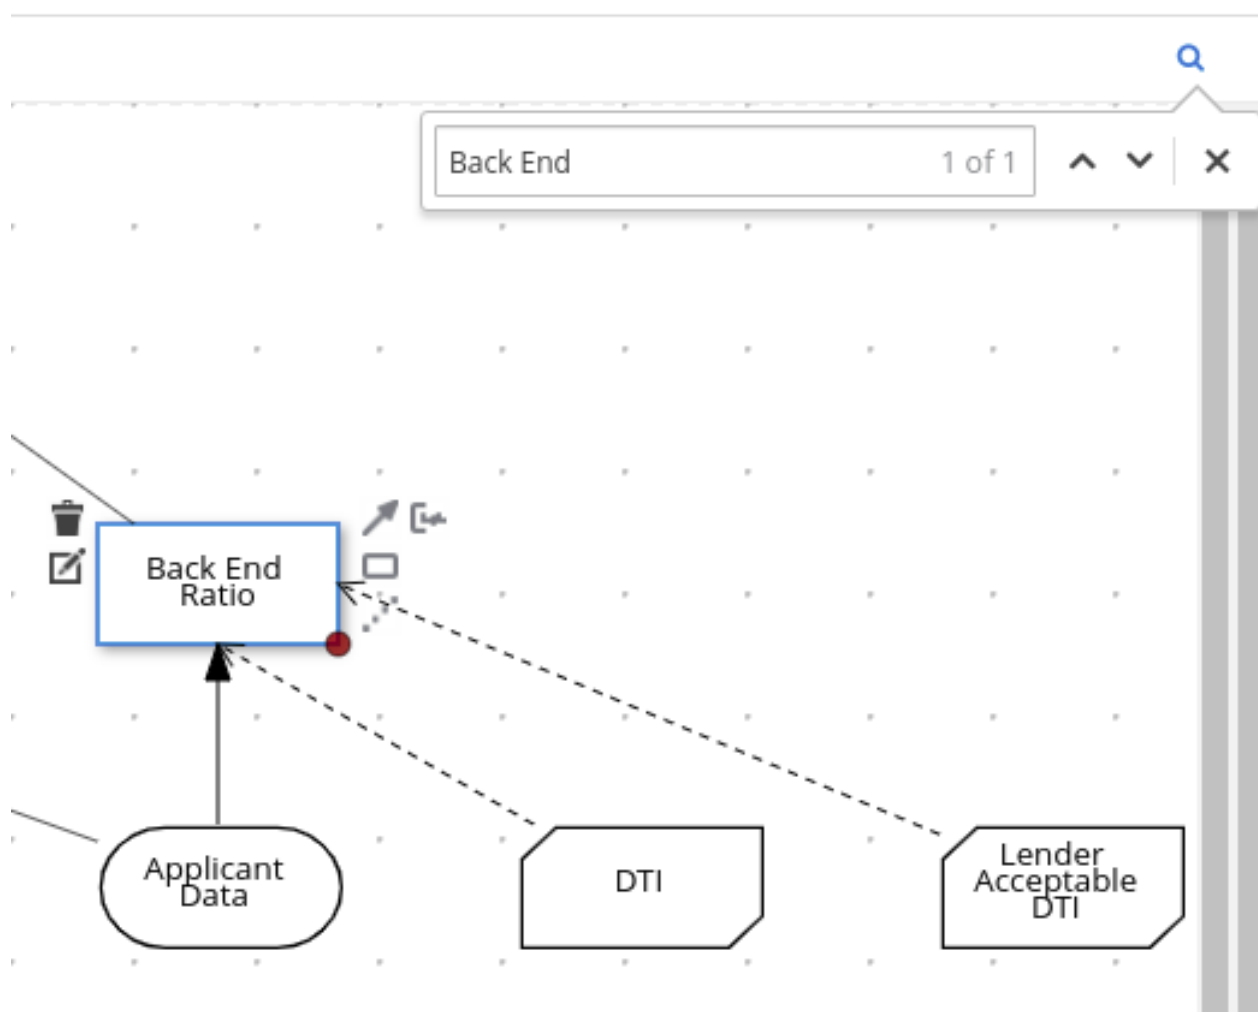 Back End 1 of 1
Back End
Ratio
Applicant
Data
DTI
Lender
Acceptable
DTI